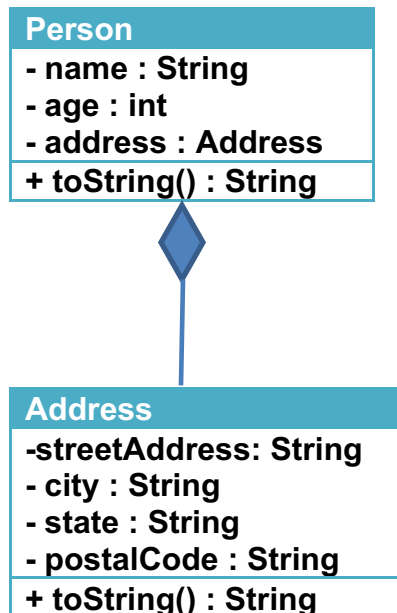 Person
- name : String
- age : int
- address : Address
+ toString() : String
Address
-streetAddress: String
- city : String
- state : String
- postalCode : String
+ toString() : String